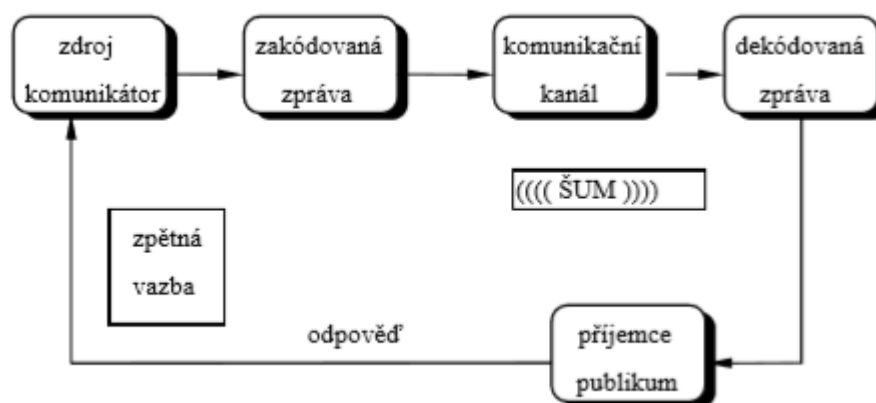 zdroj
komunikátor
zakódovaná
zpráva
komunikační
kanál
dekódovaná
zpráva
(((( ŠUM ))))
zpětná
vazba
odpověď
příjemce
publikum